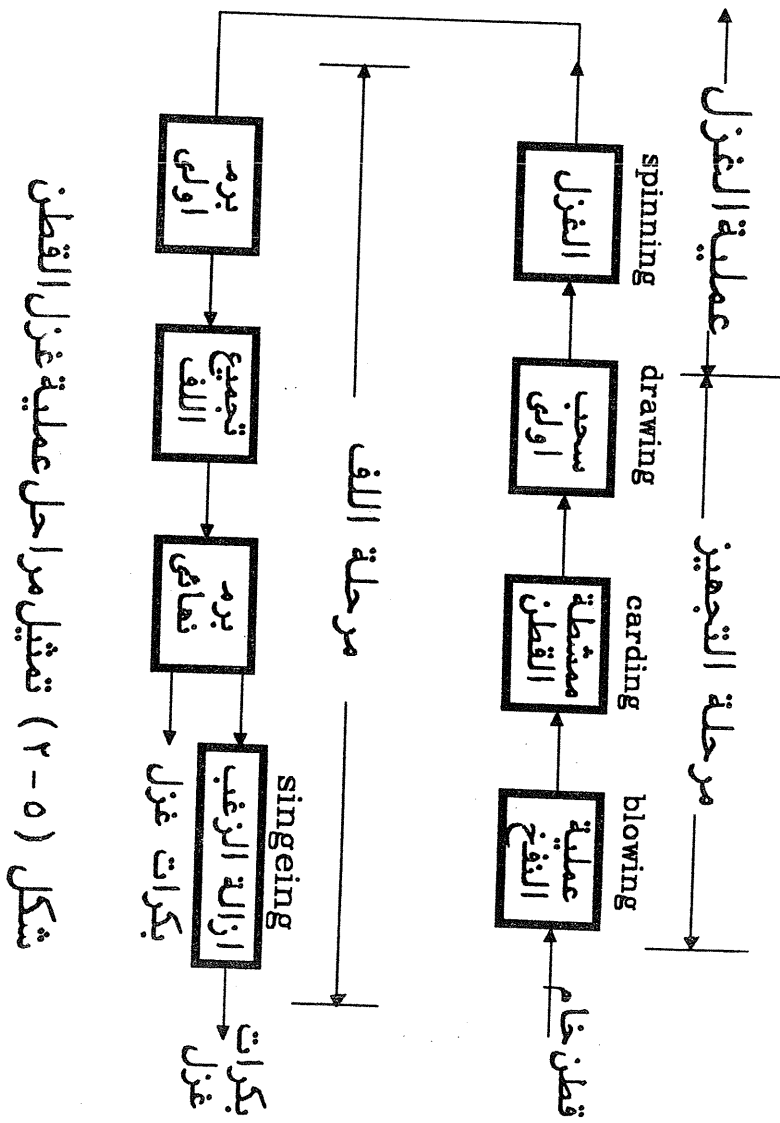 عملية الغزل
مرحلة التجهيز
spinning
drawing
carding
blowing
الغزل
سحب
اولى
ممشطة
القطن
عملية
النفخ
قطن خام
مرحلة اللف
برم
اولى
تجميع
اللف
برم
نهائى
singeing
ازالة الزغب
بكرات غزل
بكرات
غزل
شكل (٥ - ٢) تمثيل مراحل عملية غزل القطن